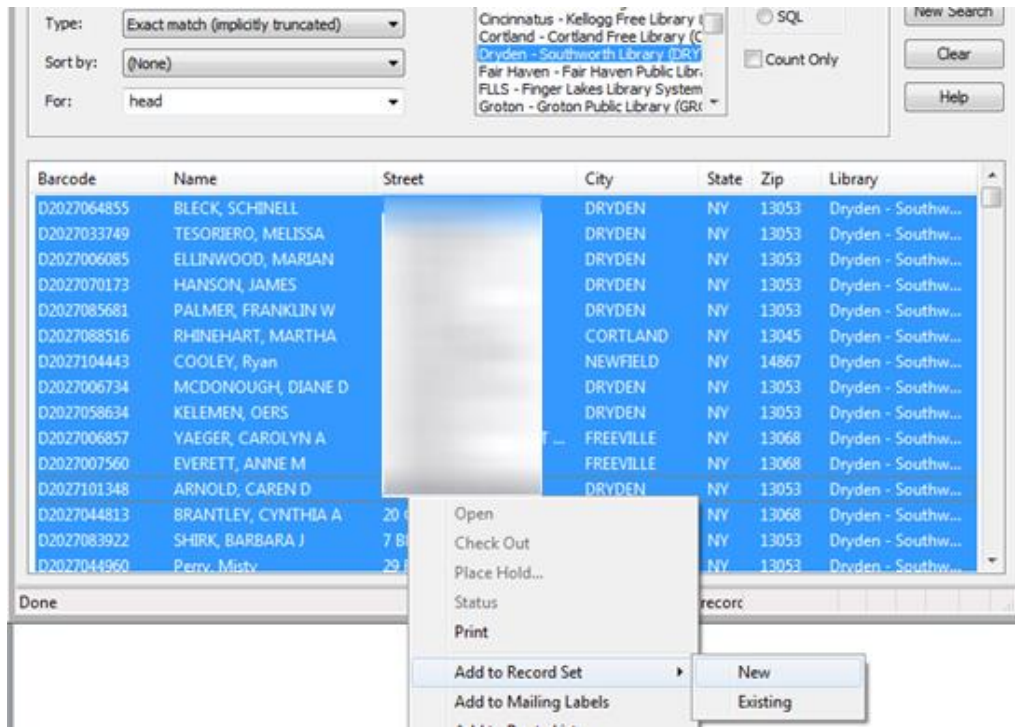 Type: Exact match (implicitly truncated)
Sort by: (None)
For: head
Cincinnatus - Kellogg Free Library
Cortland - Cortland Free Library (C
Dryden - Southworth Library (DRY
Fair Haven - Fair Haven Public Libr
FLLS - Finger Lakes Library System
Groton - Groton Public Library (GRO
SQL
Count Only
New Search
Clear
Help
Barcode Name Street City State Zip Library
D2027064855 BLECK, SCHINELL DRYDEN NY 13053 Dryden - Southw...
D2027033749 TESORIERO, MELISSA DRYDEN NY 13053 Dryden - Southw...
D2027006085 ELLINWOOD, MARIAN DRYDEN NY 13053 Dryden - Southw...
D2027070173 HANSON, JAMES DRYDEN NY 13053 Dryden - Southw...
D2027085681 PALMER, FRANKLIN W DRYDEN NY 13053 Dryden - Southw...
D2027088516 RHINEHART, MARTHA CORTLAND NY 13045 Dryden - Southw...
D2027104443 COOLEY, Ryan NEWFIELD NY 14867 Dryden - Southw...
D2027006734 MCDONOUGH, DIANE D DRYDEN NY 13053 Dryden - Southw...
D2027058634 KELEMEN, OERS DRYDEN NY 13053 Dryden - Southw...
D2027006857 YAEGER, CAROLYN A T ... FREEVILLE NY 13068 Dryden - Southw...
D2027007560 EVERETT, ANNE M FREEVILLE NY 13068 Dryden - Southw...
D2027101348 ARNOLD, CAREN D DRYDEN NY 13053 Dryden - Southw...
D2027044813 BRANTLEY, CYNTHIA A 20 NY 13068 Dryden - Southw...
D2027083922 SHIRK, BARBARA J 7 Bl NY 13053 Dryden - Southw...
D2027044960 Perry, Misty 29 NY 13053 Dryden - Southw...
Done recorc
Open
Check Out
Place Hold...
Status
Print
Add to Record Set
Add to Mailing Labels
New
Existing